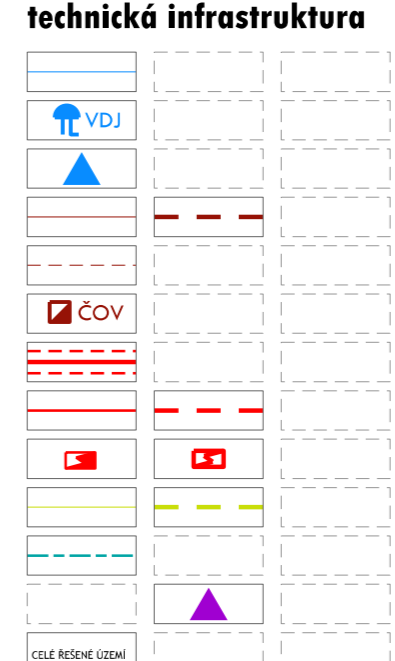 technická infrastruktura
VDJ
ČOV
CELÉ ŘEŠENÉ ÚZEMÍ